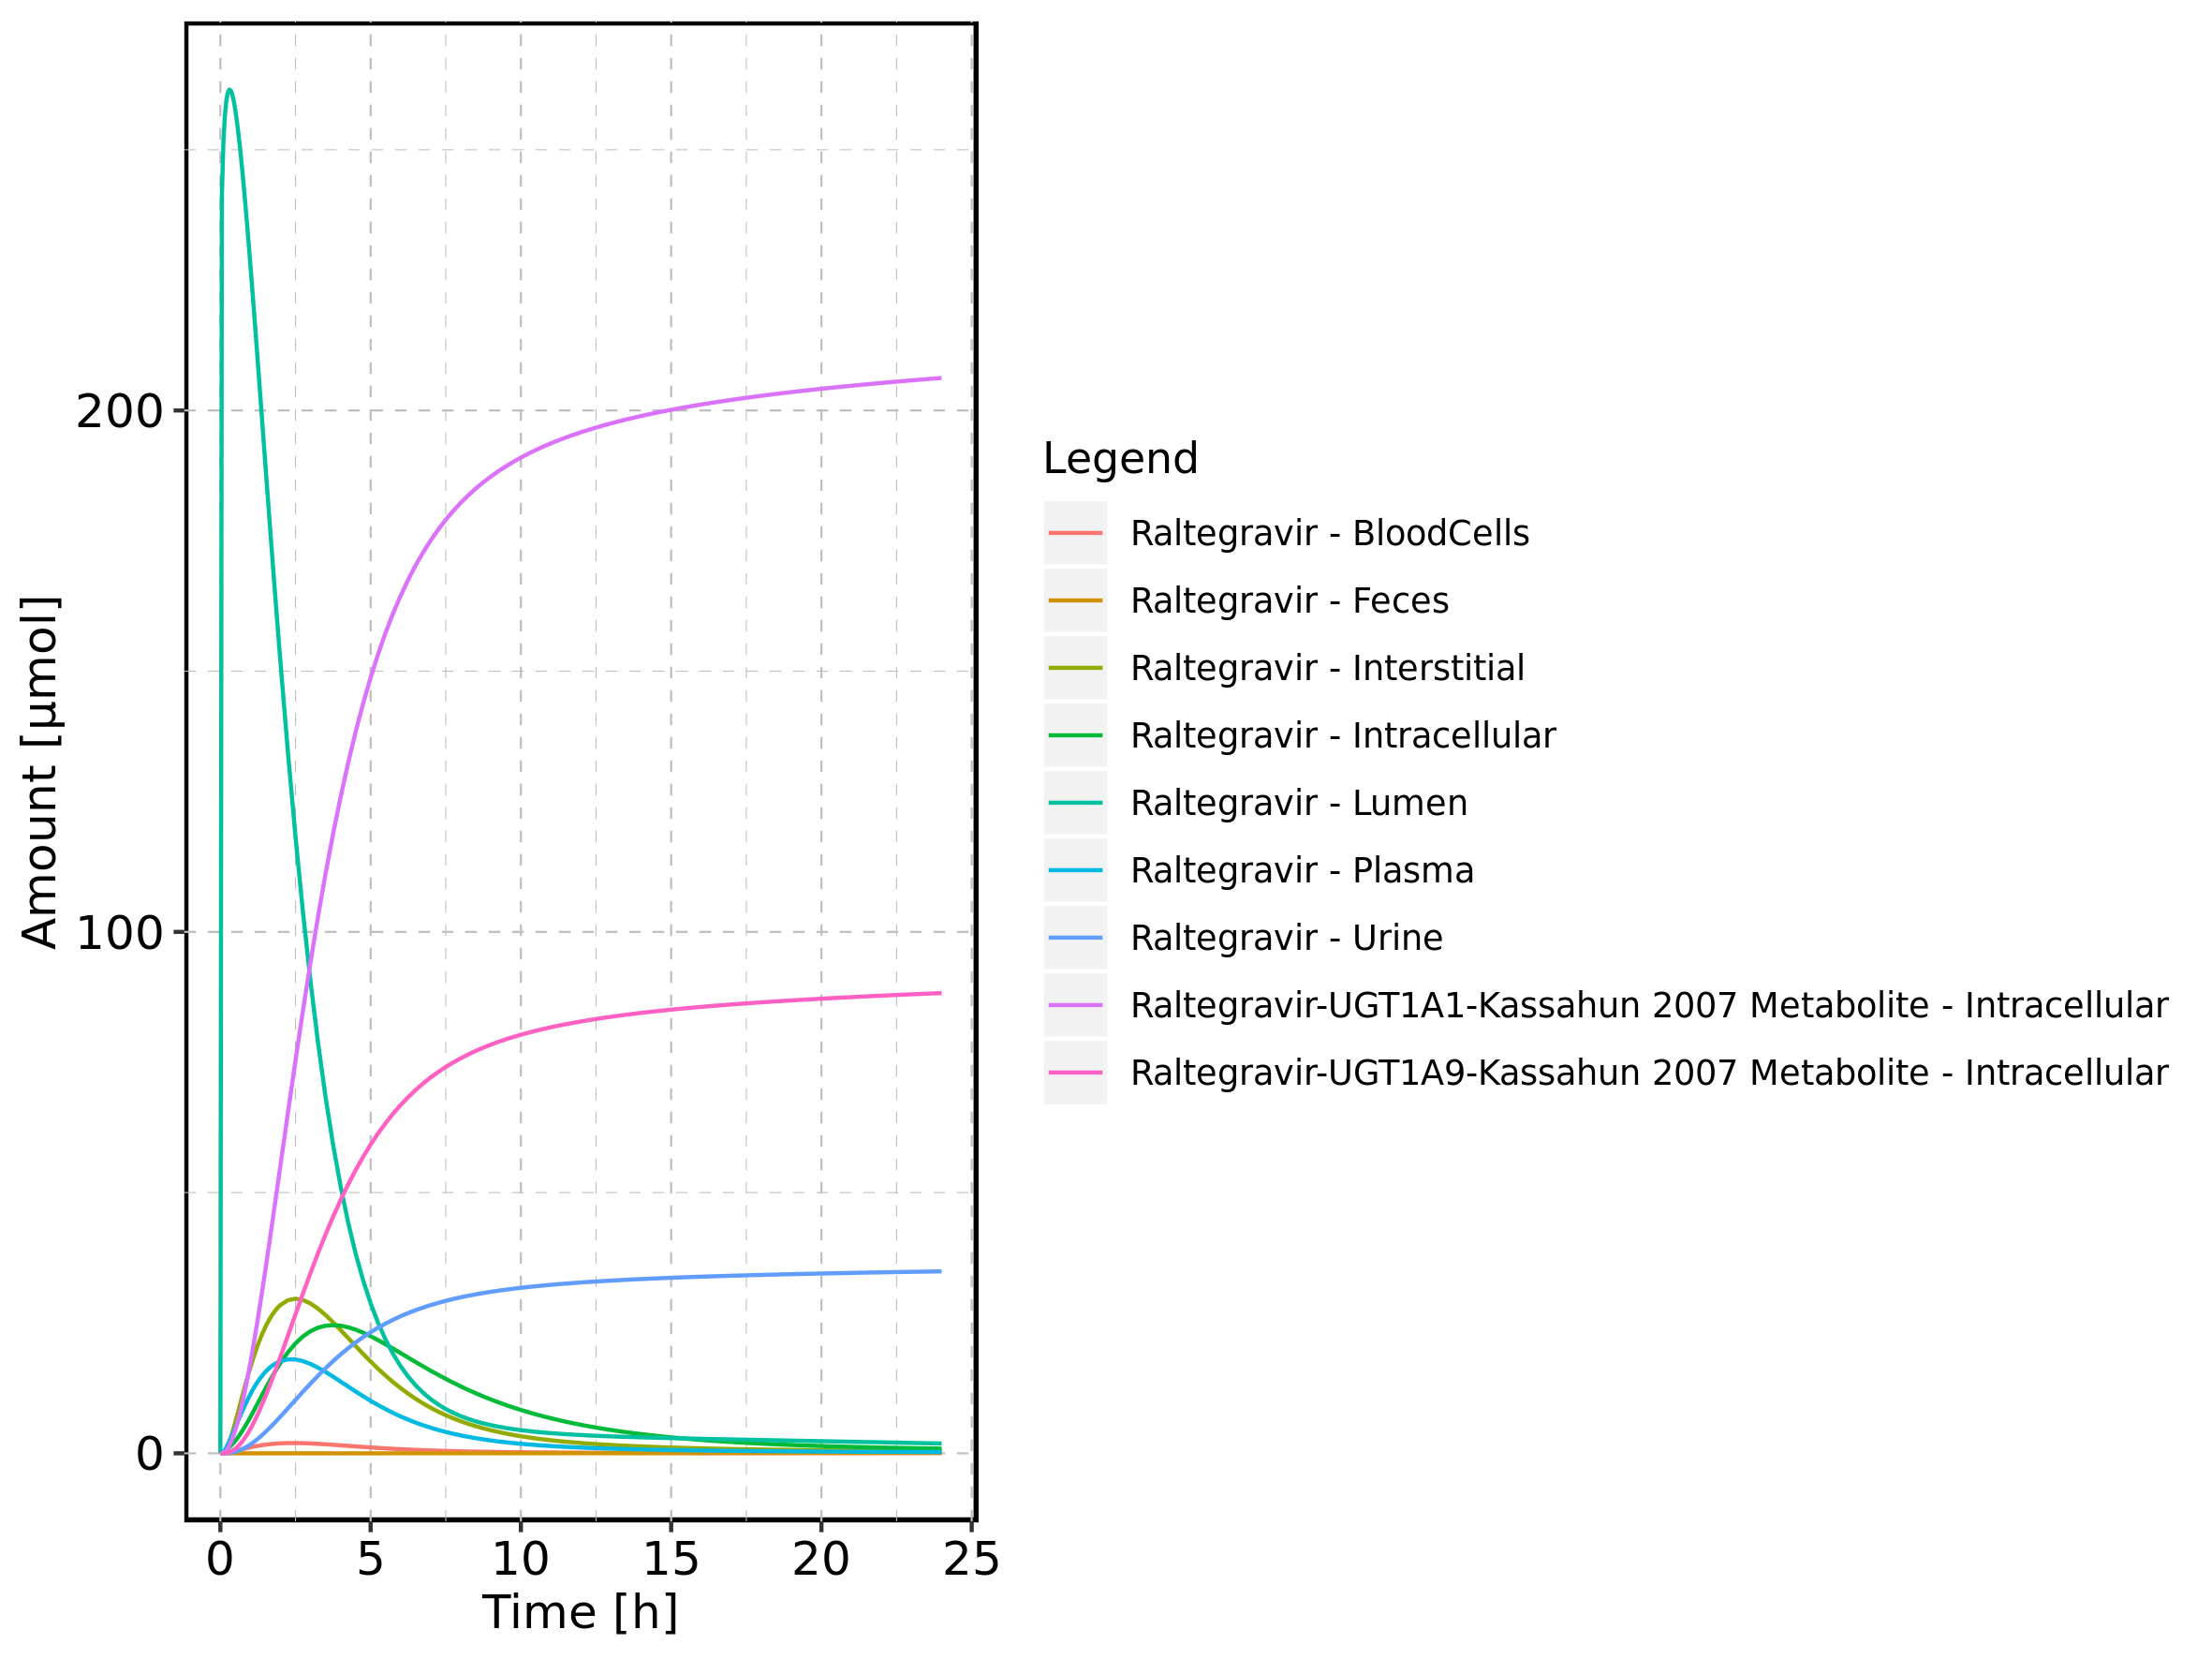 Amount [µmol]
200
100
0
0 5 10 15 20 25
Time [h]
Legend
Raltegravir - BloodCells
Raltegravir - Feces
Raltegravir - Interstitial
Raltegravir - Intracellular
Raltegravir - Lumen
Raltegravir - Plasma
Raltegravir - Urine
Raltegravir-UGT1A1-Kassahun 2007 Metabolite - Intracellular
Raltegravir-UGT1A9-Kassahun 2007 Metabolite - Intracellular